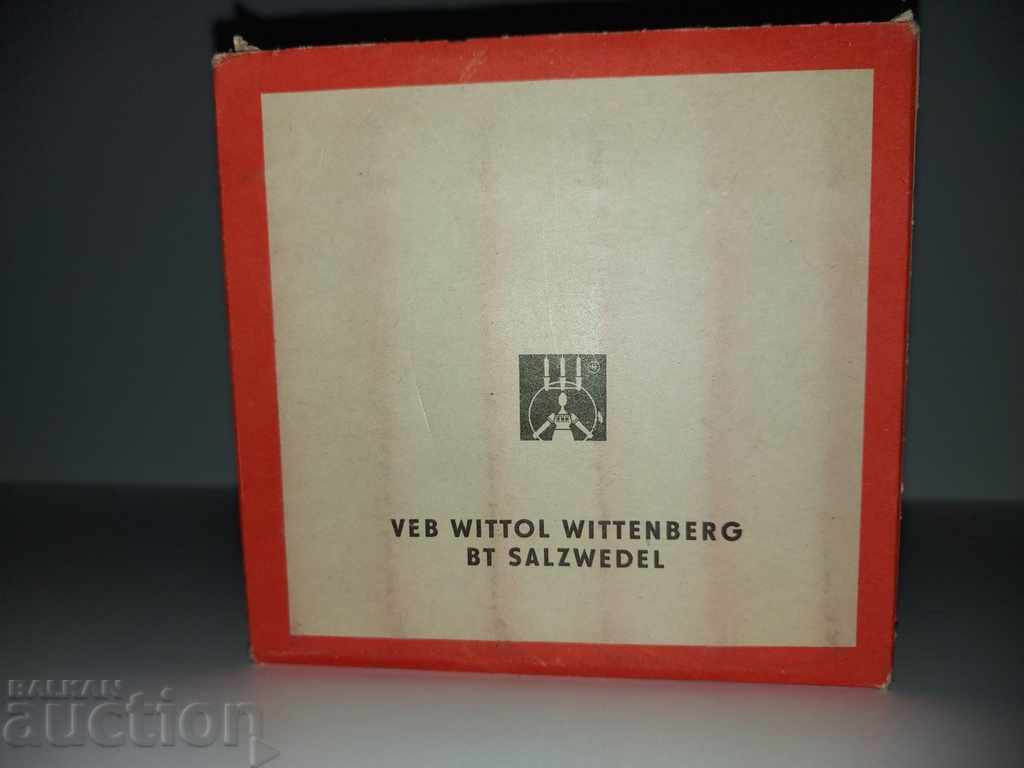 VEB WITTOL WITTENBERG
BT SALZWEDEL
BALKAN
auction